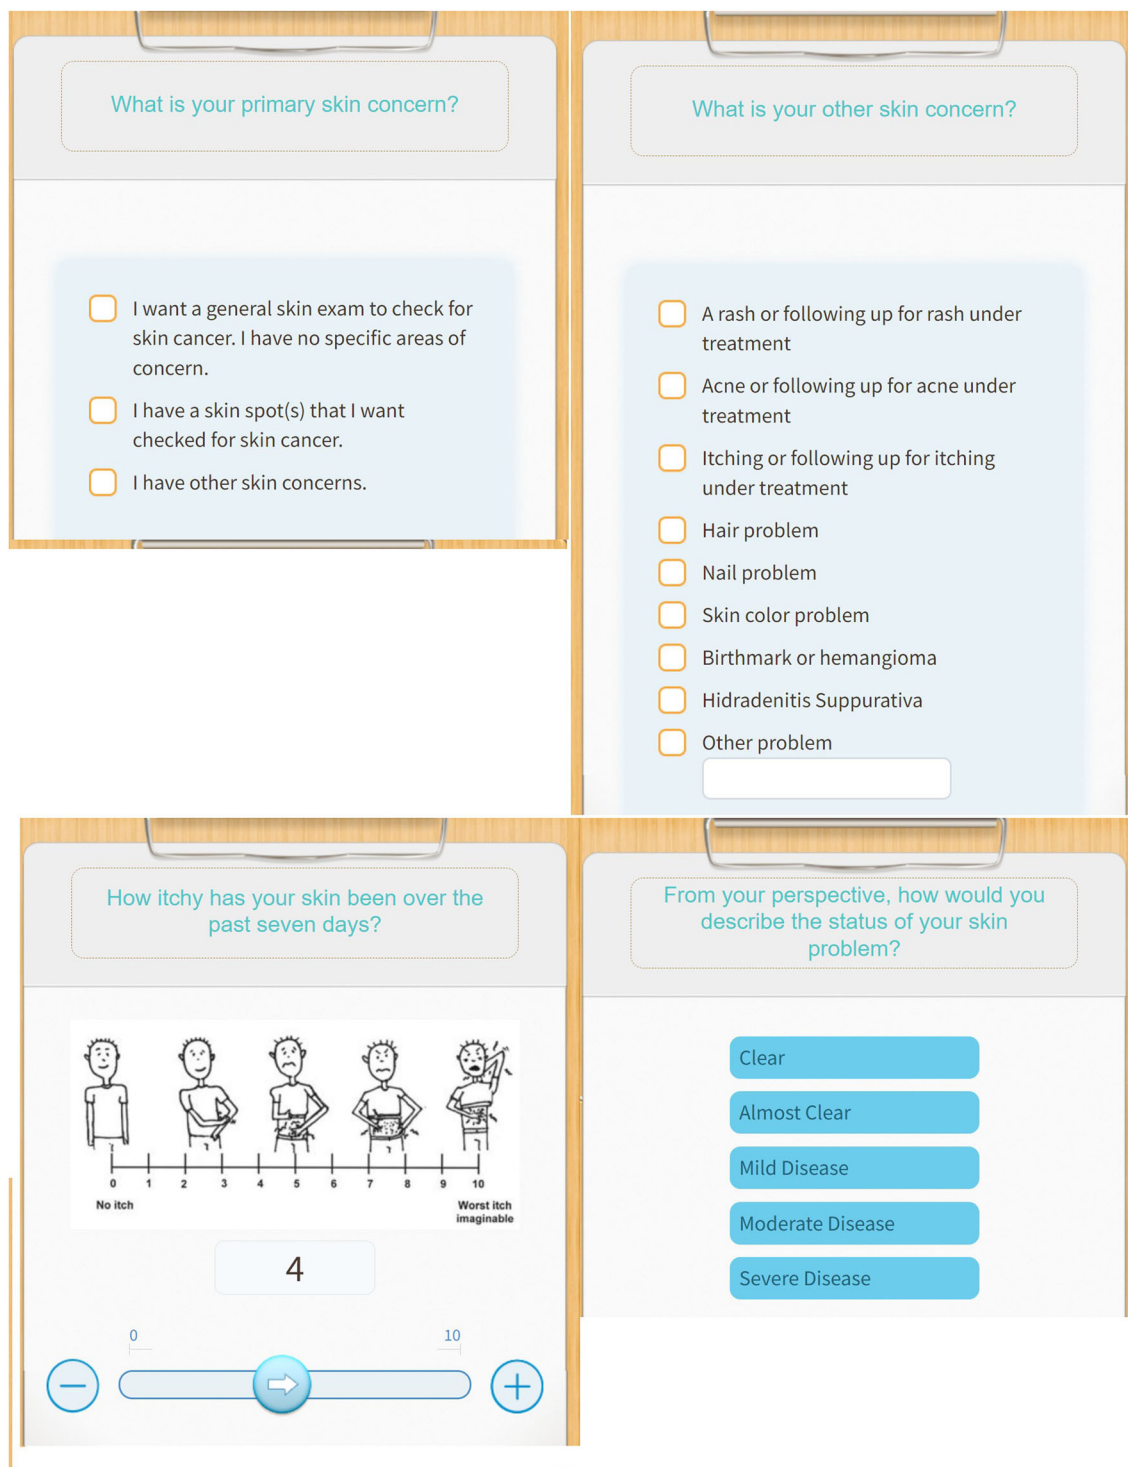 What is your primary skin concern?
I want a general skin exam to check for
skin cancer. I have no specific areas of
concern.
I have a skin spot(s) that I want
checked for skin cancer.
I have other skin concerns.
What is your other skin concern?
A rash or following up for rash under
treatment
Acne or following up for acne under
treatment
Itching or following up for itching
under treatment
Hair problem
Nail problem
Skin color problem
Birthmark or hemangioma
Hidradenitis Suppurativa
Other problem
How itchy has your skin been over the
past seven days?
0 1 2 3 4 5 6 7 8 9 10
No itch
Worst itch
imaginable
4
0 10
From your perspective, how would you
describe the status of your skin
problem?
Clear
Almost Clear
Mild Disease
Moderate Disease
Severe Disease